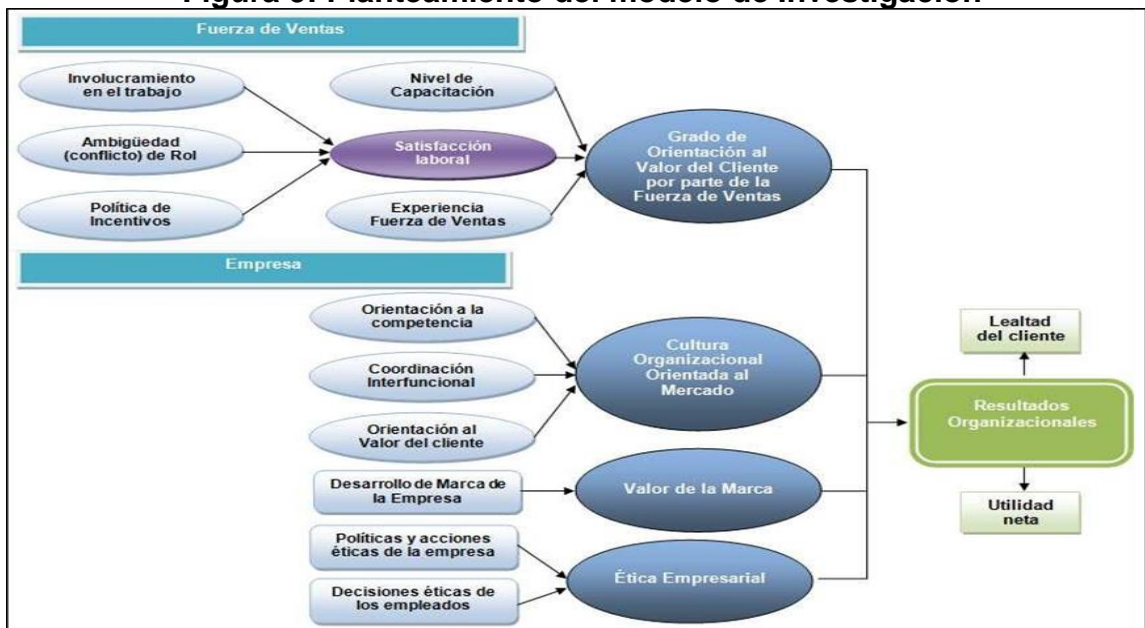 Figura
Planteamiento del modelo de investigación
Fuerza de Ventas
Involucramiento
en el trabajo
Ambigüedad
(conflicto) de Rol
Política de
Incentivos
Nivel de
Capacitación
Satisfacción
laboral
Experiencia
Fuerza de Ventas
Grado de
Orientación al
Valor del Cliente
por parte de la
Fuerza de Ventas
Empresa
Orientación a la
competencia
Coordinación
Interfuncional
Orientación al
Valor del cliente
Cultura
Organizacional
Orientada al
Mercado
Desarrollo de Marca de
la Empresa
Valor de la Marca
Políticas y acciones
éticas de la empresa
Decisiones éticas de
los empleados
Ética Empresarial
Lealtad
del cliente
Resultados
Organizacionales
Utilidad
neta